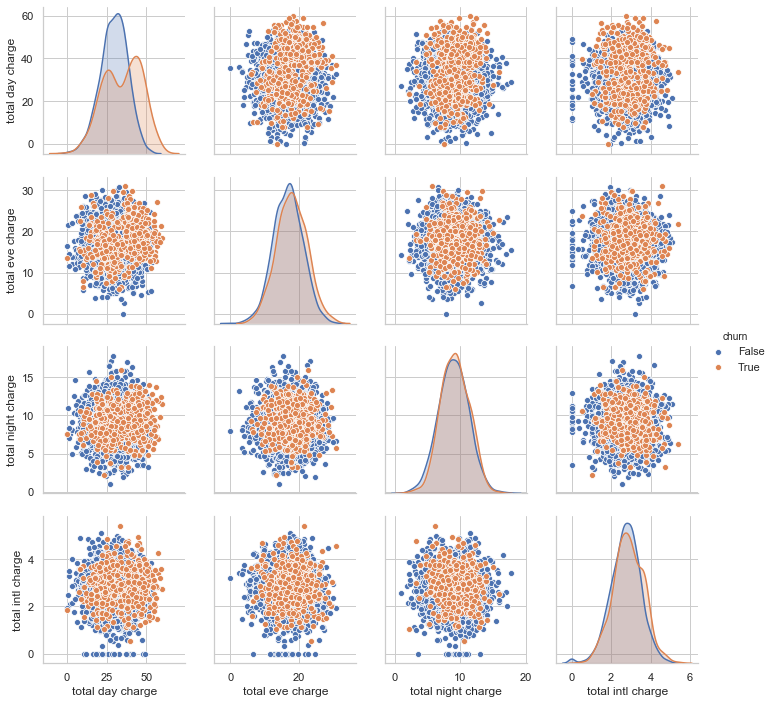 60
40
20
0
total day charge
30
20
10
0
total eve charge
churn
False
True
15
10
5
0
total night charge
4
2
0
total intl charge
0 25 50
0 20
0 10 20
0 2 4 6
total day charge
total eve charge
total night charge
total intl charge